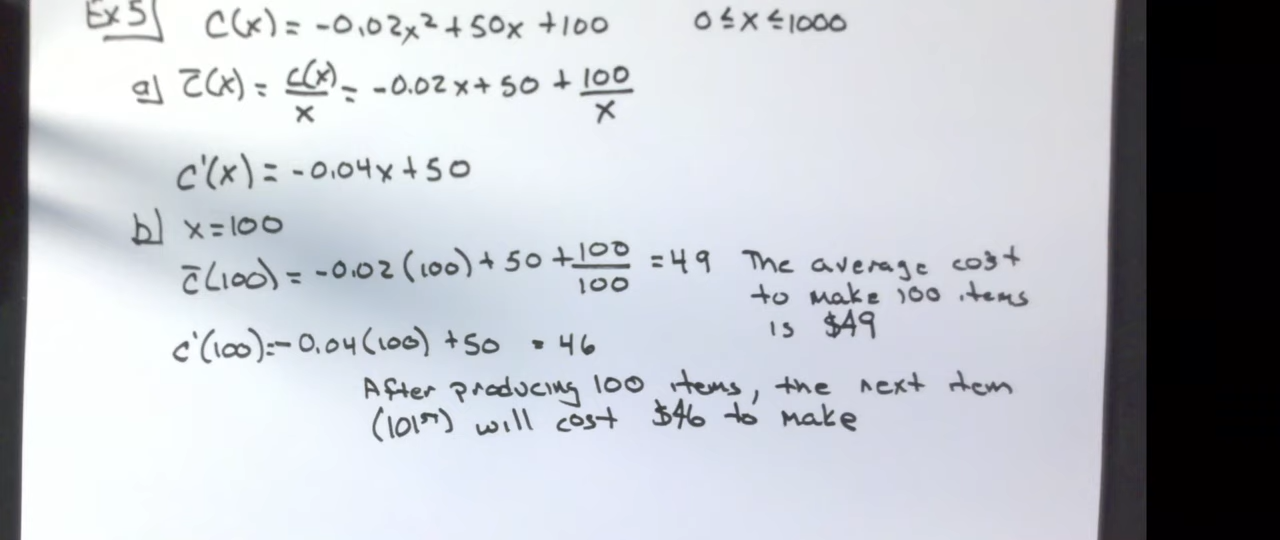 Ex 5] C(x) = -0.02x² + 50x + 100 0 ≤ x ≤ 1000
a] C̅(x) = C(x)/x = -0.02x + 50 + 100/x
C'(x) = -0.04x + 50
b] x = 100
C̅(100) = -0.02(100) + 50 + 100/100 = 49 The average cost
to make 100 items
is $49
C'(100) = -0.04(100) + 50 = 46
After producing 100 items, the next item
(101st) will cost $46 to make